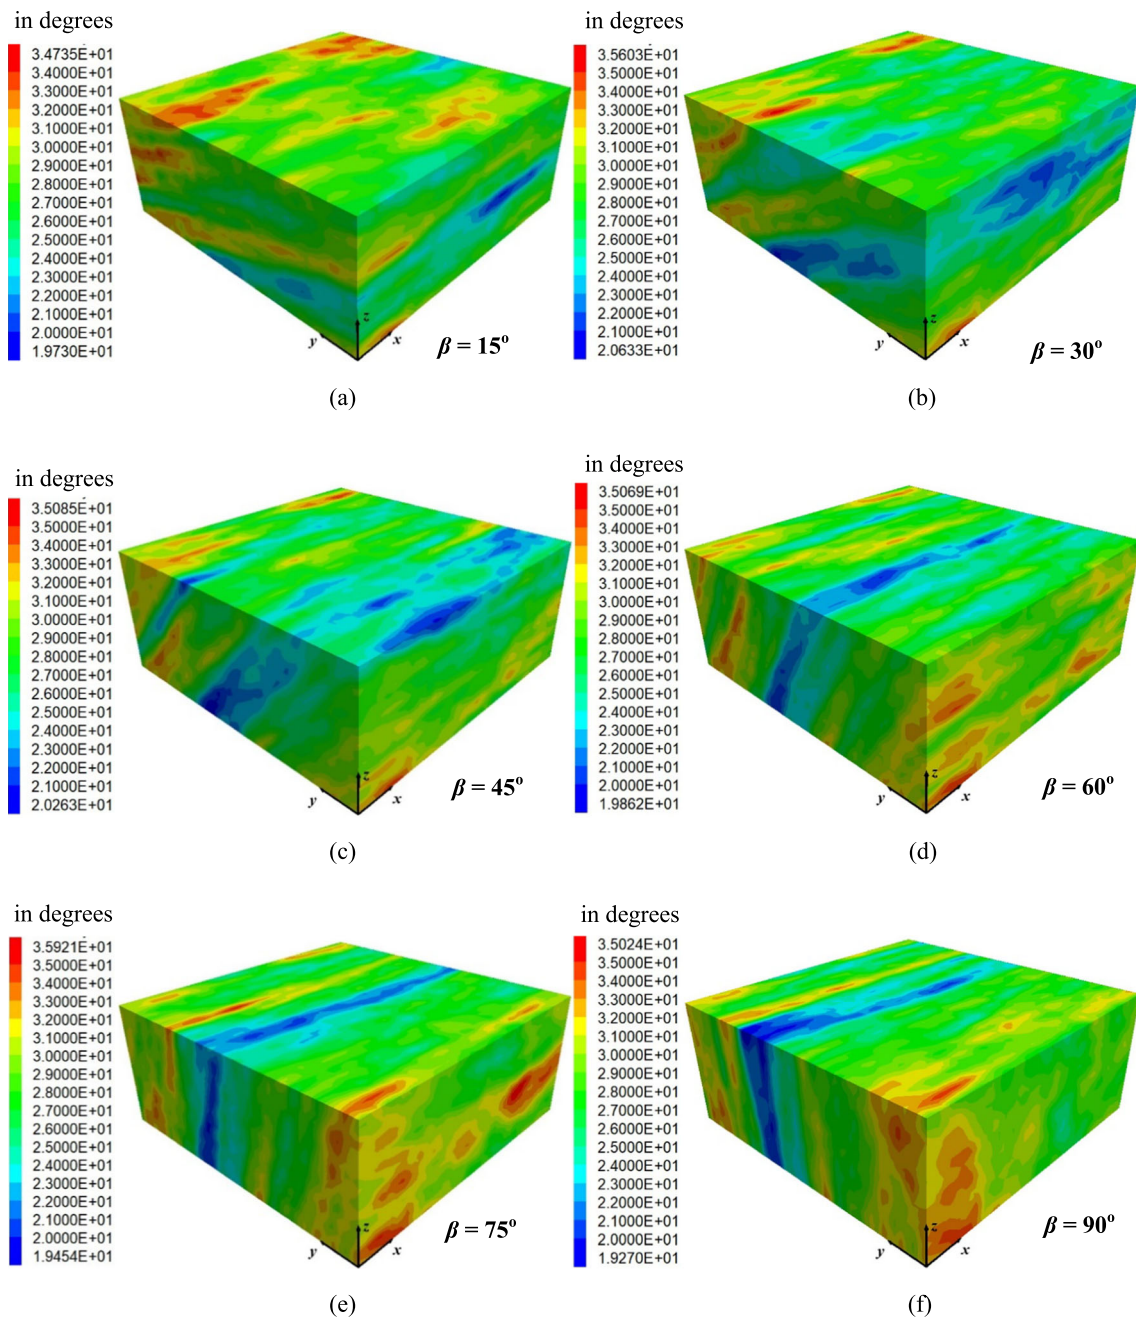 in degrees
3.4735E+01
3.4000E+01
3.3000E+01
3.2000E+01
3.1000E+01
3.0000E+01
2.9000E+01
2.8000E+01
2.7000E+01
2.6000E+01
2.5000E+01
2.4000E+01
2.3000E+01
2.2000E+01
2.1000E+01
2.0000E+01
1.9730E+01
z
y
x
β = 15°
(a)
in degrees
3.5603E+01
3.5000E+01
3.4000E+01
3.3000E+01
3.2000E+01
3.1000E+01
3.0000E+01
2.9000E+01
2.8000E+01
2.7000E+01
2.6000E+01
2.5000E+01
2.4000E+01
2.3000E+01
2.2000E+01
2.1000E+01
2.0633E+01
z
y
x
β = 30°
(b)
in degrees
3.5085E+01
3.5000E+01
3.4000E+01
3.3000E+01
3.2000E+01
3.1000E+01
3.0000E+01
2.9000E+01
2.8000E+01
2.7000E+01
2.6000E+01
2.5000E+01
2.4000E+01
2.3000E+01
2.2000E+01
2.1000E+01
2.0263E+01
z
y
x
β = 45°
(c)
in degrees
3.5069E+01
3.5000E+01
3.4000E+01
3.3000E+01
3.2000E+01
3.1000E+01
3.0000E+01
2.9000E+01
2.8000E+01
2.7000E+01
2.6000E+01
2.5000E+01
2.4000E+01
2.3000E+01
2.2000E+01
2.1000E+01
2.0000E+01
1.9862E+01
z
y
x
β = 60°
(d)
in degrees
3.5921E+01
3.5000E+01
3.4000E+01
3.3000E+01
3.2000E+01
3.1000E+01
3.0000E+01
2.9000E+01
2.8000E+01
2.7000E+01
2.6000E+01
2.5000E+01
2.4000E+01
2.3000E+01
2.2000E+01
2.1000E+01
2.0000E+01
1.9454E+01
z
y
x
β = 75°
(e)
in degrees
3.5024E+01
3.5000E+01
3.4000E+01
3.3000E+01
3.2000E+01
3.1000E+01
3.0000E+01
2.9000E+01
2.8000E+01
2.7000E+01
2.6000E+01
2.5000E+01
2.4000E+01
2.3000E+01
2.2000E+01
2.1000E+01
2.0000E+01
1.9270E+01
z
y
x
β = 90°
(f)